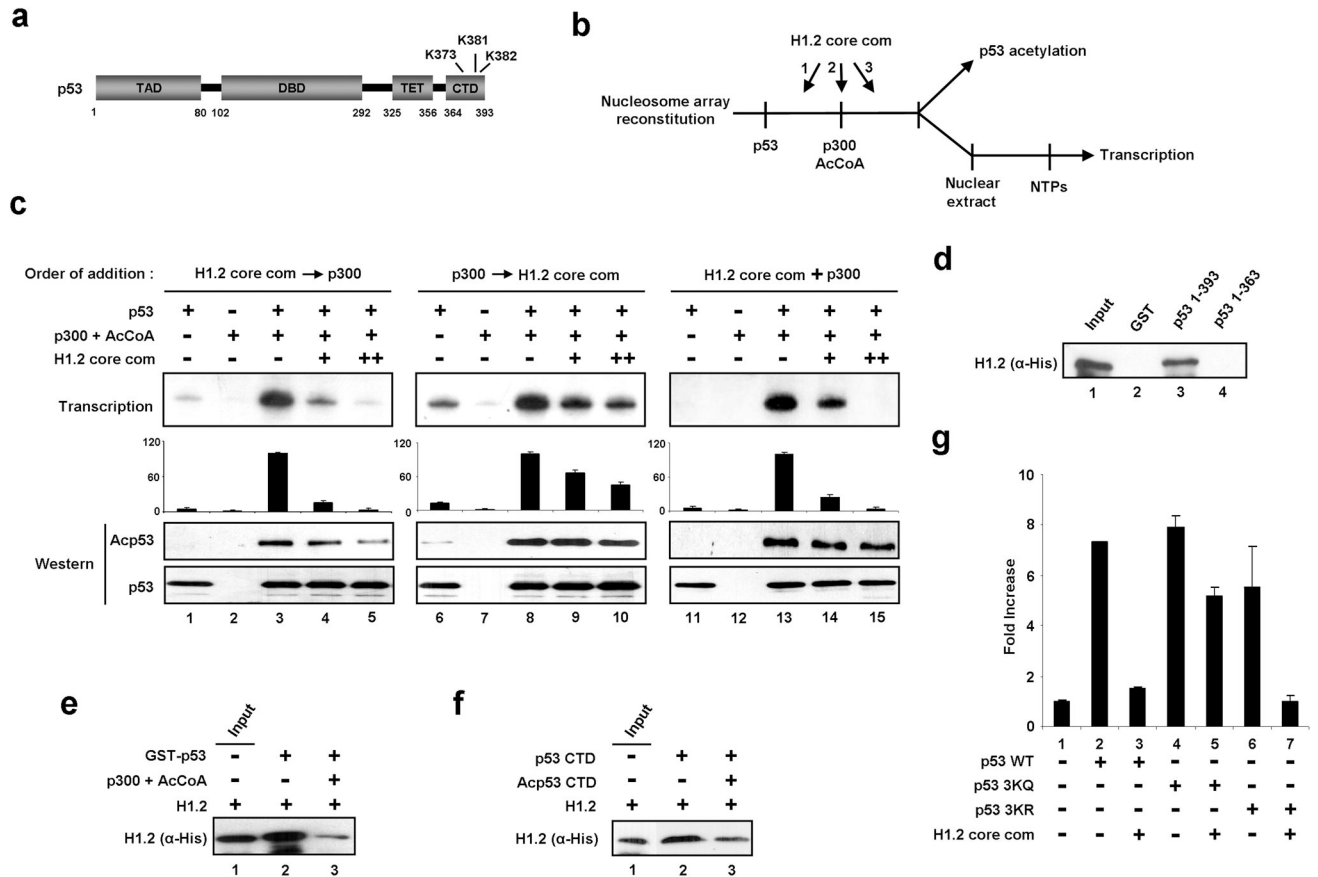 a
p53
TAD
DBD
TET
CTD
K373
K381
K382
1
80
102
292
325
356
364
393
b
H1.2 core com
1 2 3
Nucleosome array
reconstitution
p53
p300
AcCoA
p53 acetylation
Nuclear
extract
NTPs
Transcription
c
Order of addition :
H1.2 core com → p300
p300 → H1.2 core com
H1.2 core com + p300
p53 + - + + + + - + + + + - + + +
p300 + AcCoA - + + + + - + + + + - + + + +
H1.2 core com - - - + ++ - - - + ++ - - - + ++
Transcription
120
60
0
120
60
0
120
60
0
Western
Acp53
p53
1 2 3 4 5 6 7 8 9 10 11 12 13 14 15
d
Input
GST
p53 1-393
p53 1-363
H1.2 (α-His)
1 2 3 4
e
Input
GST-p53 - + +
p300 + AcCoA - - +
H1.2 + + +
H1.2 (α-His)
1 2 3
f
Input
p53 CTD - + +
Acp53 CTD - - +
H1.2 + + +
H1.2 (α-His)
1 2 3
g
Fold Increase
10
8
6
4
2
0
1 2 3 4 5 6 7
p53 WT - + + - - - -
p53 3KQ - - - + + - -
p53 3KR - - - - - + +
H1.2 core com - - + - + - +